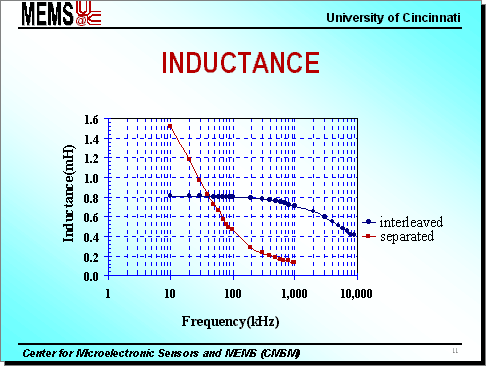 MEMS U@C
University of Cincinnati
INDUCTANCE
1.6
1.4
1.2
1.0
0.8
0.6
0.4
0.2
0.0
Inductance(mH)
1 10 100 1,000 10,000
Frequency(kHz)
interleaved
separated
Center for Microelectronic Sensors and MEMS (CMSM)
11